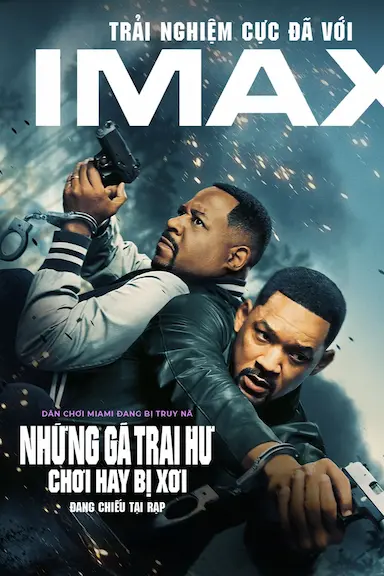 TRẢI NGHIỆM CỰC ĐÃ VỚI
IMAX
DÂN CHƠI MIAMI ĐANG BỊ TRUY NÃ
NHỮNG GÃ TRAI HƯ
CHƠI HAY BỊ XƠI
ĐANG CHIẾU TẠI RẠP